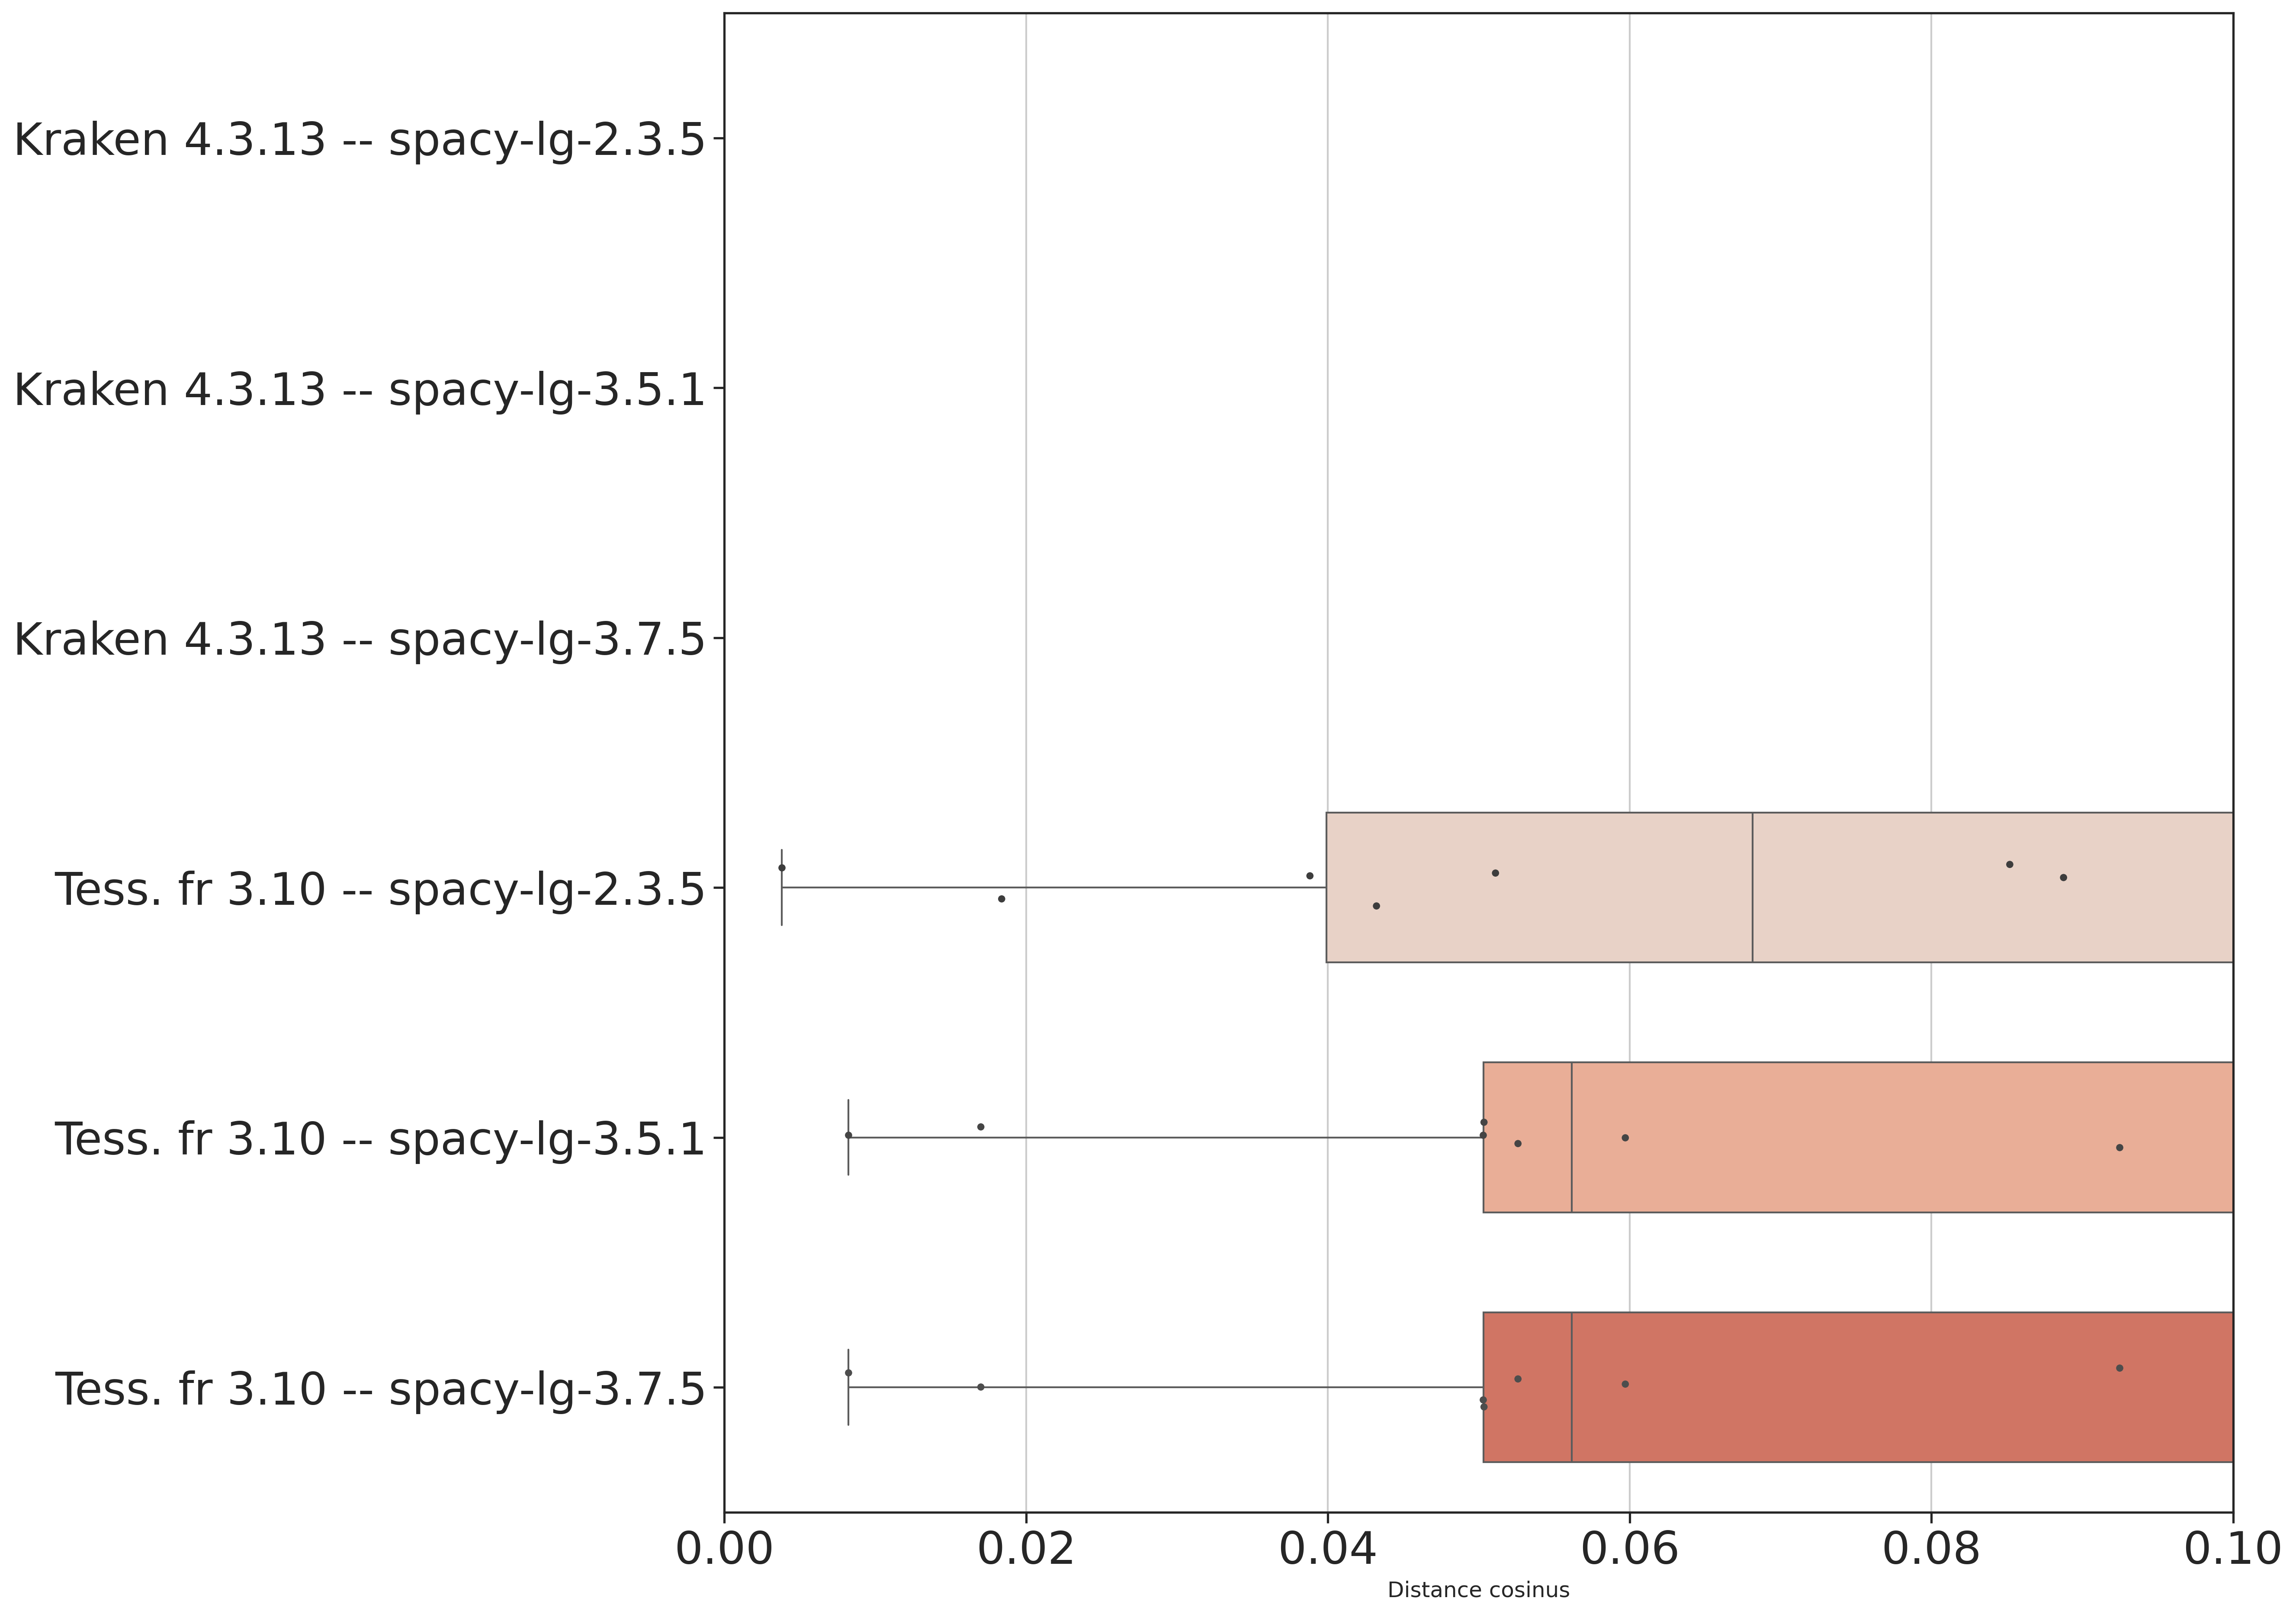 Kraken 4.3.13 -- spacy-lg-2.3.5
Kraken 4.3.13 -- spacy-lg-3.5.1
Kraken 4.3.13 -- spacy-lg-3.7.5
Tess. fr 3.10 -- spacy-lg-2.3.5
Tess. fr 3.10 -- spacy-lg-3.5.1
Tess. fr 3.10 -- spacy-lg-3.7.5
0.00 0.02 0.04 0.06 0.08 0.10
Distance cosinus